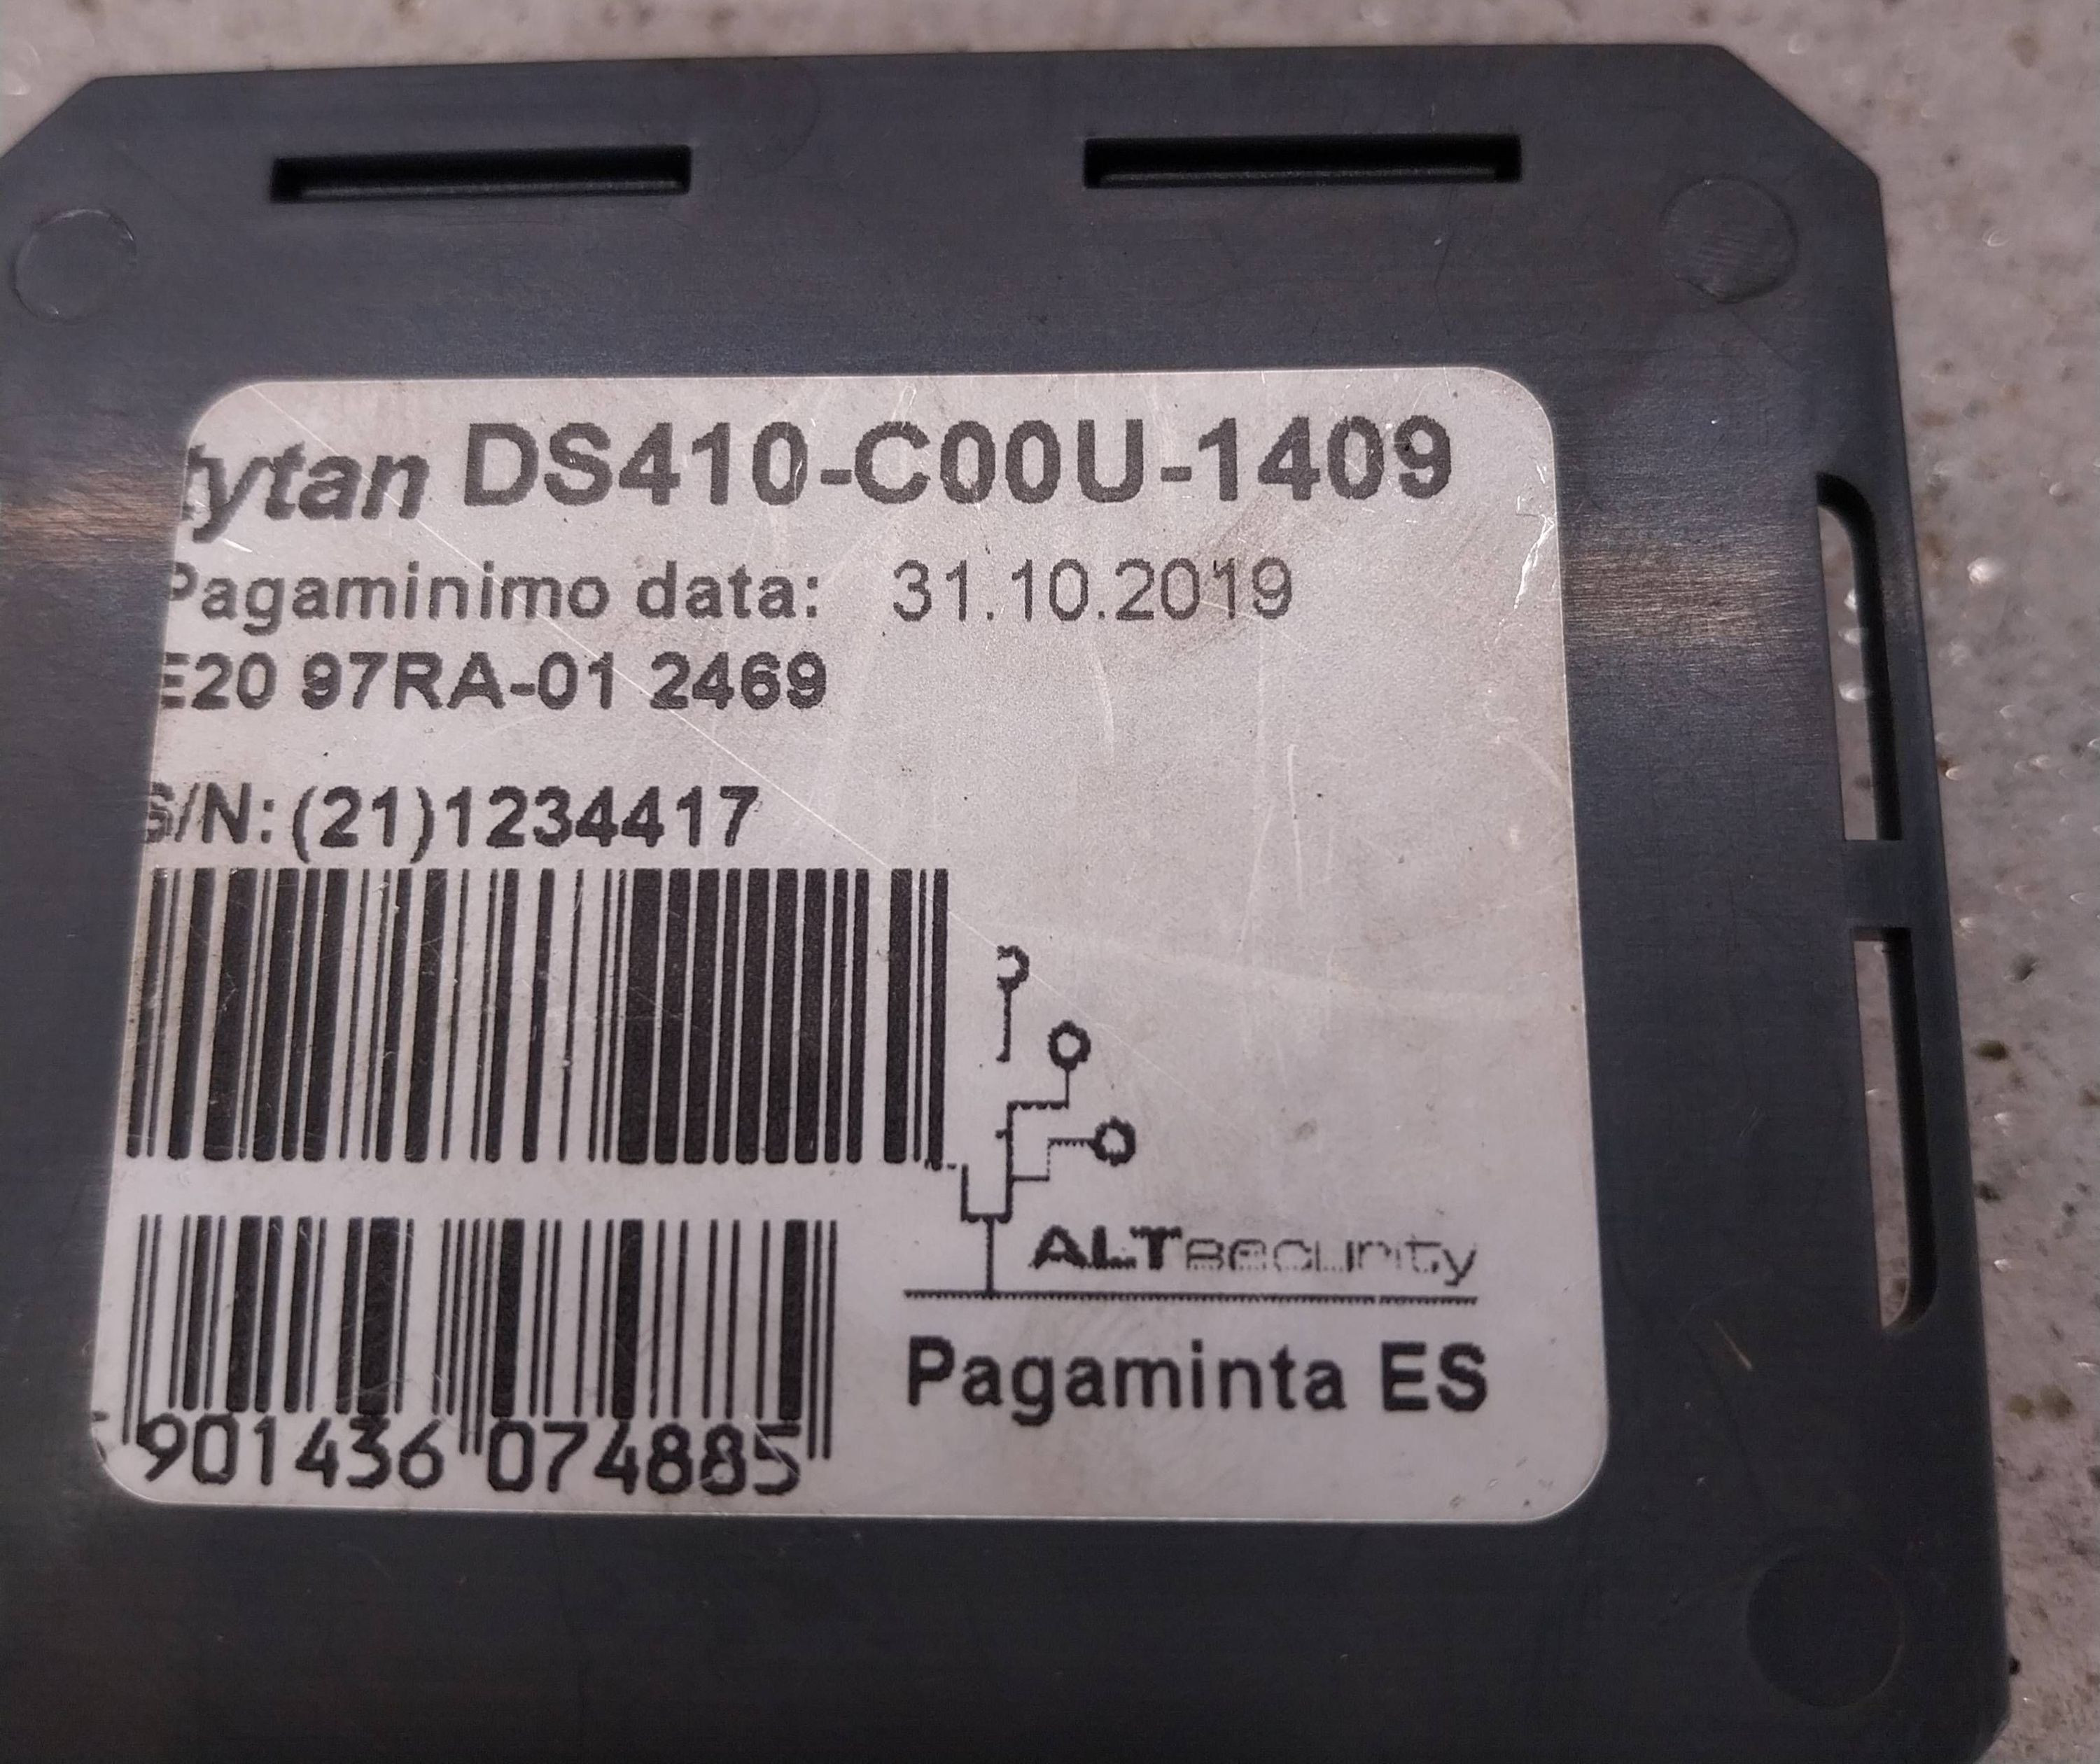 tytan DS410-C00U-1409
Pagaminimo data: 31.10.2019
E20 97RA-01 2469
S/N: (21)1234417
ALTsecurity
Pagaminta ES
901436 074885